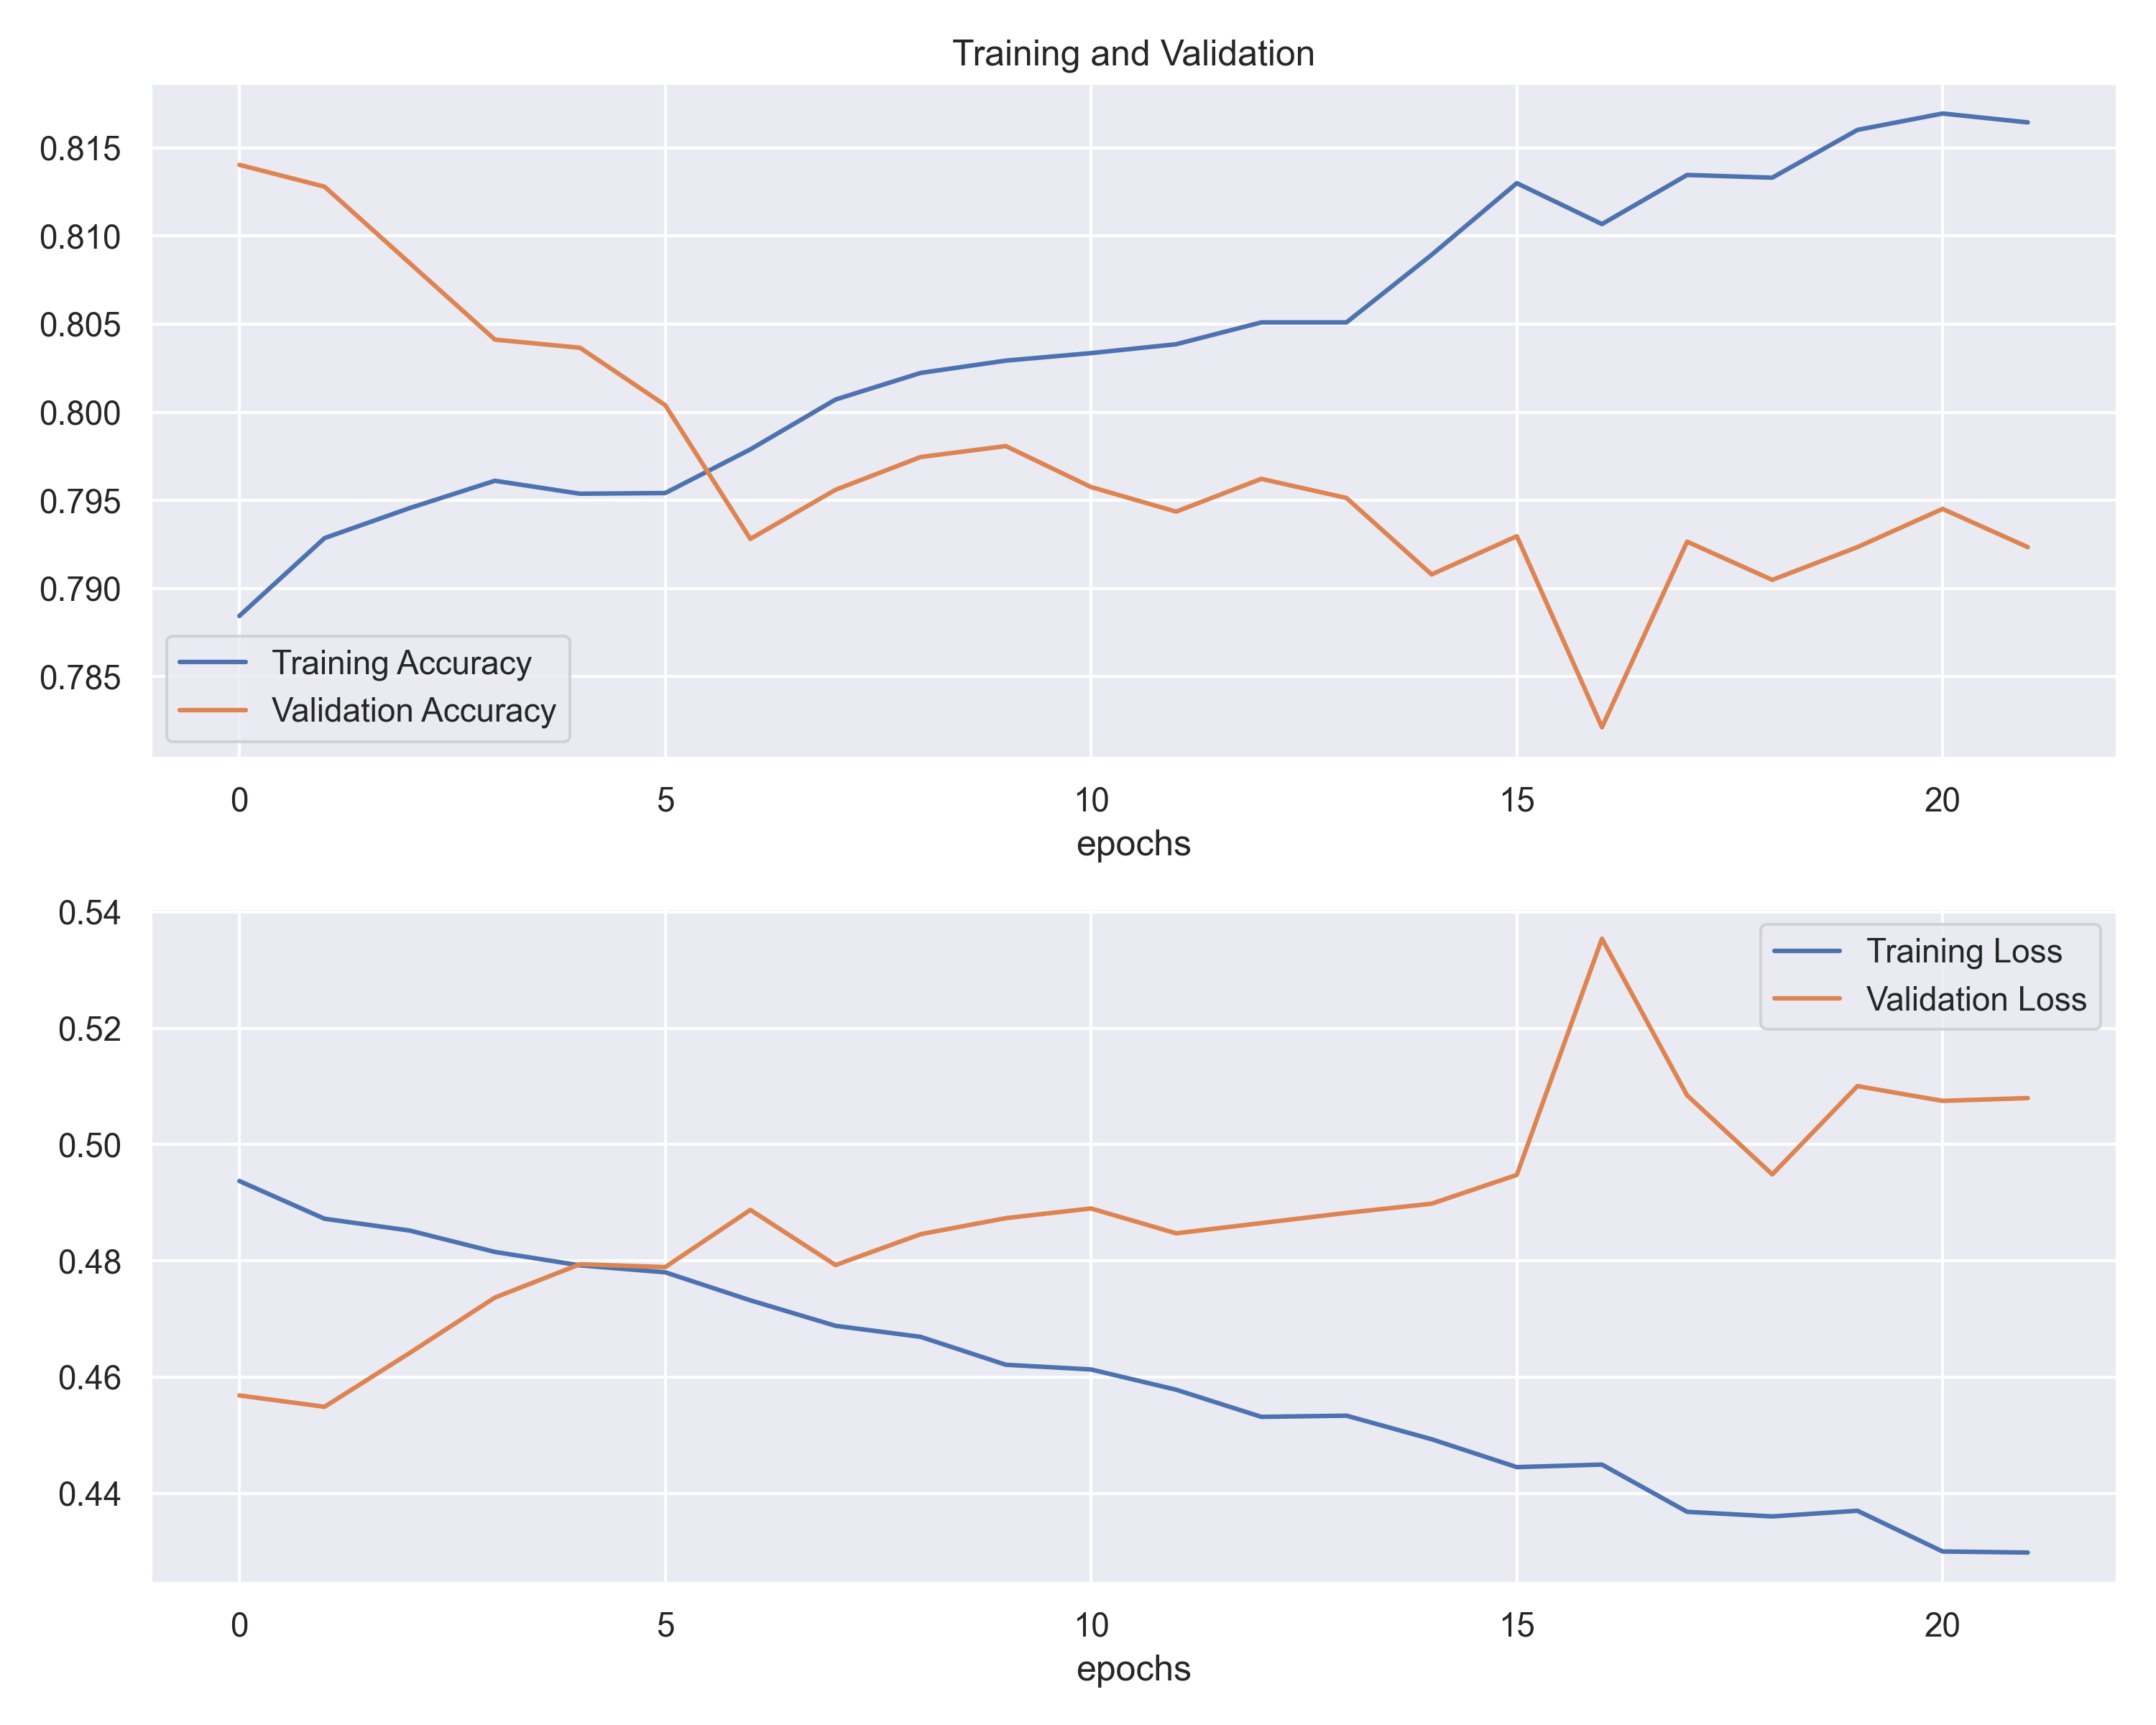 Training and Validation
0.815
0.810
0.805
0.800
0.795
0.790
0.785
Training Accuracy
Validation Accuracy
0 5 10 15 20
epochs
0.54
0.52
0.50
0.48
0.46
0.44
Training Loss
Validation Loss
0 5 10 15 20
epochs